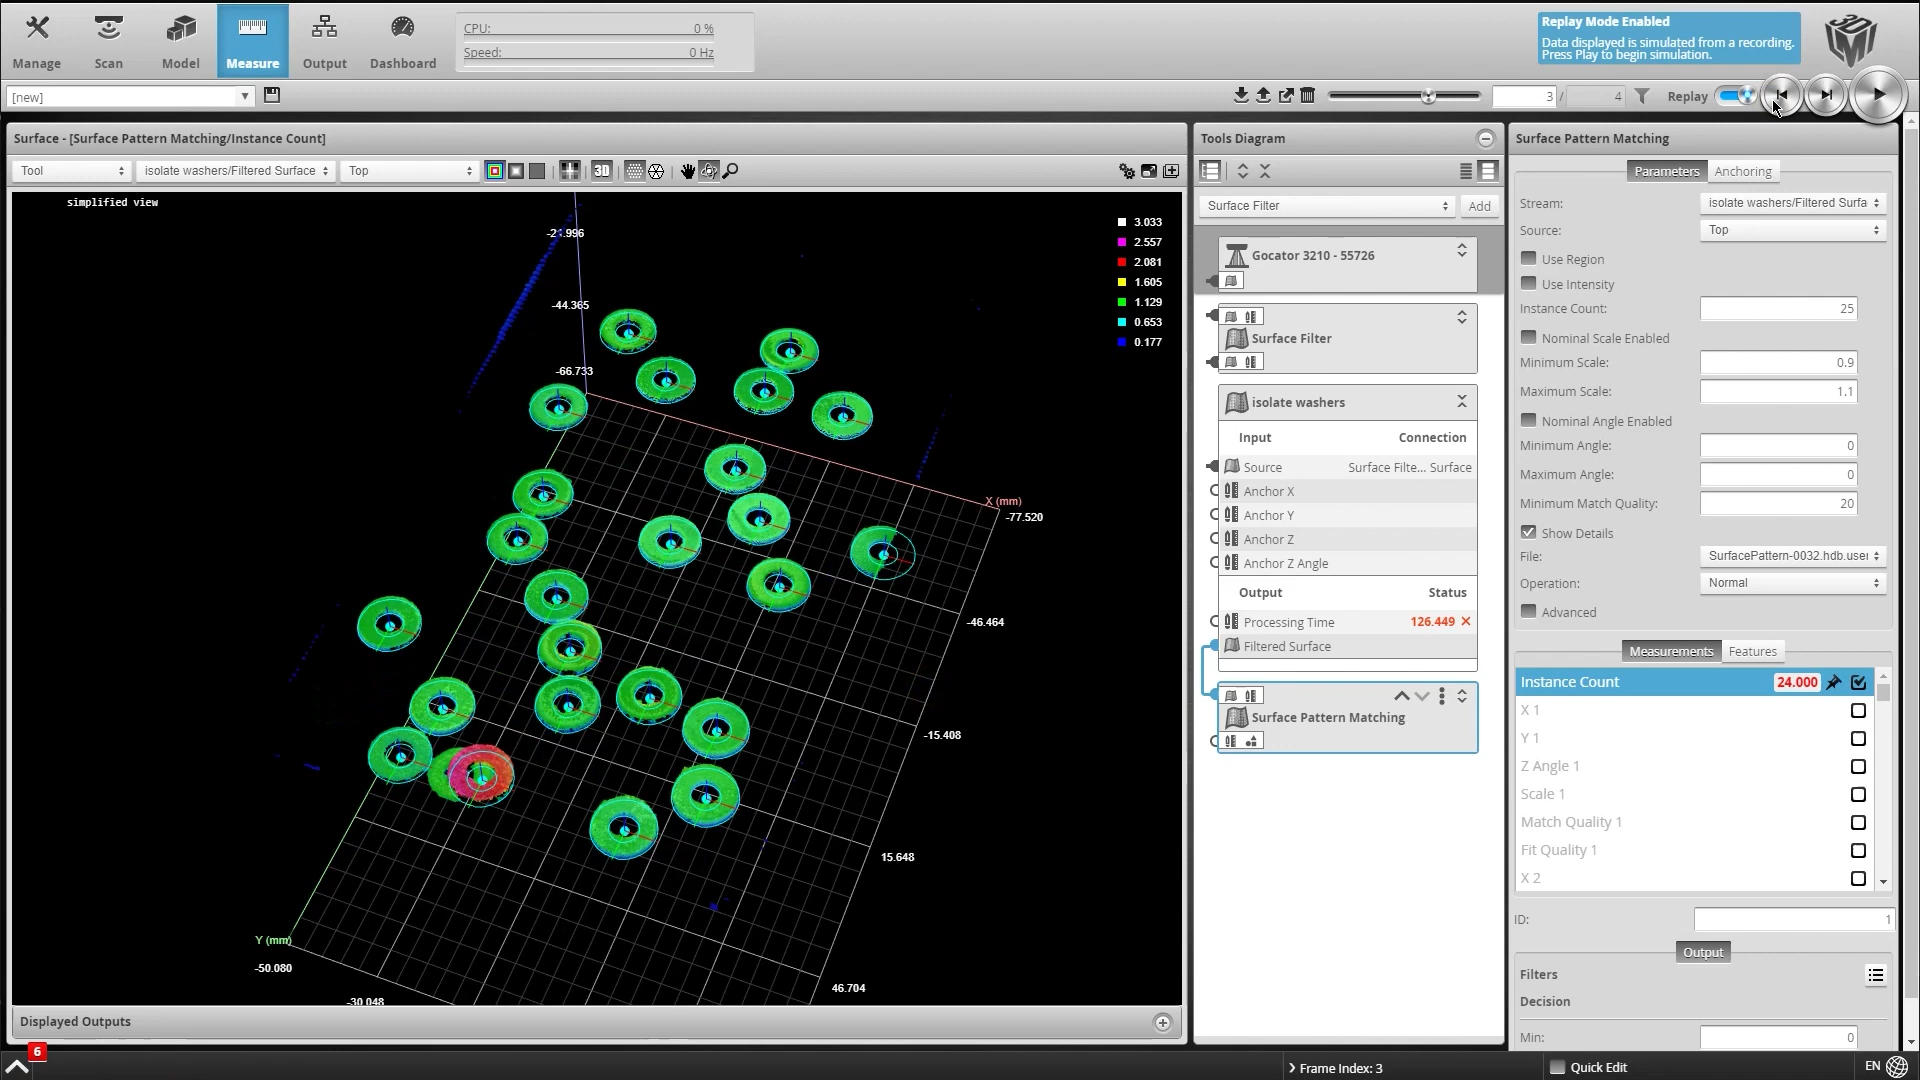 Manage
Scan
Model
Measure
Output
Dashboard
CPU: 0 %
Speed: 0 Hz
Replay Mode Enabled
Data displayed is simulated from a recording.
Press Play to begin simulation.
[new]
3 / 4
Replay
Surface - [Surface Pattern Matching/Instance Count]
Tool
isolate washers/Filtered Surface
Top
3D
simplified view
3.033
2.557
2.081
1.605
1.129
0.653
0.177
-44.365
-66.733
X (mm)
-77.520
-46.464
-15.408
15.648
46.704
Y (mm)
-50.080
-30.048
Displayed Outputs
6
Tools Diagram
Surface Filter
Add
Gocator 3210 - 55726
Surface Filter
isolate washers
Input Connection
Source Surface Filte... Surface
Anchor X
Anchor Y
Anchor Z
Anchor Z Angle
Output Status
Processing Time 126.449
Filtered Surface
Surface Pattern Matching
Surface Pattern Matching
Parameters Anchoring
Stream: isolate washers/Filtered Surfa
Source: Top
Use Region
Use Intensity
Instance Count: 25
Nominal Scale Enabled
Minimum Scale: 0.9
Maximum Scale: 1.1
Nominal Angle Enabled
Minimum Angle: 0
Maximum Angle: 0
Minimum Match Quality: 20
Show Details
File: SurfacePattern-0032.hdb.user
Operation: Normal
Advanced
Measurements Features
Instance Count 24.000
X 1
Y 1
Z Angle 1
Scale 1
Match Quality 1
Fit Quality 1
X 2
ID: 1
Output
Filters
Decision
Min: 0
Frame Index: 3
Quick Edit
EN